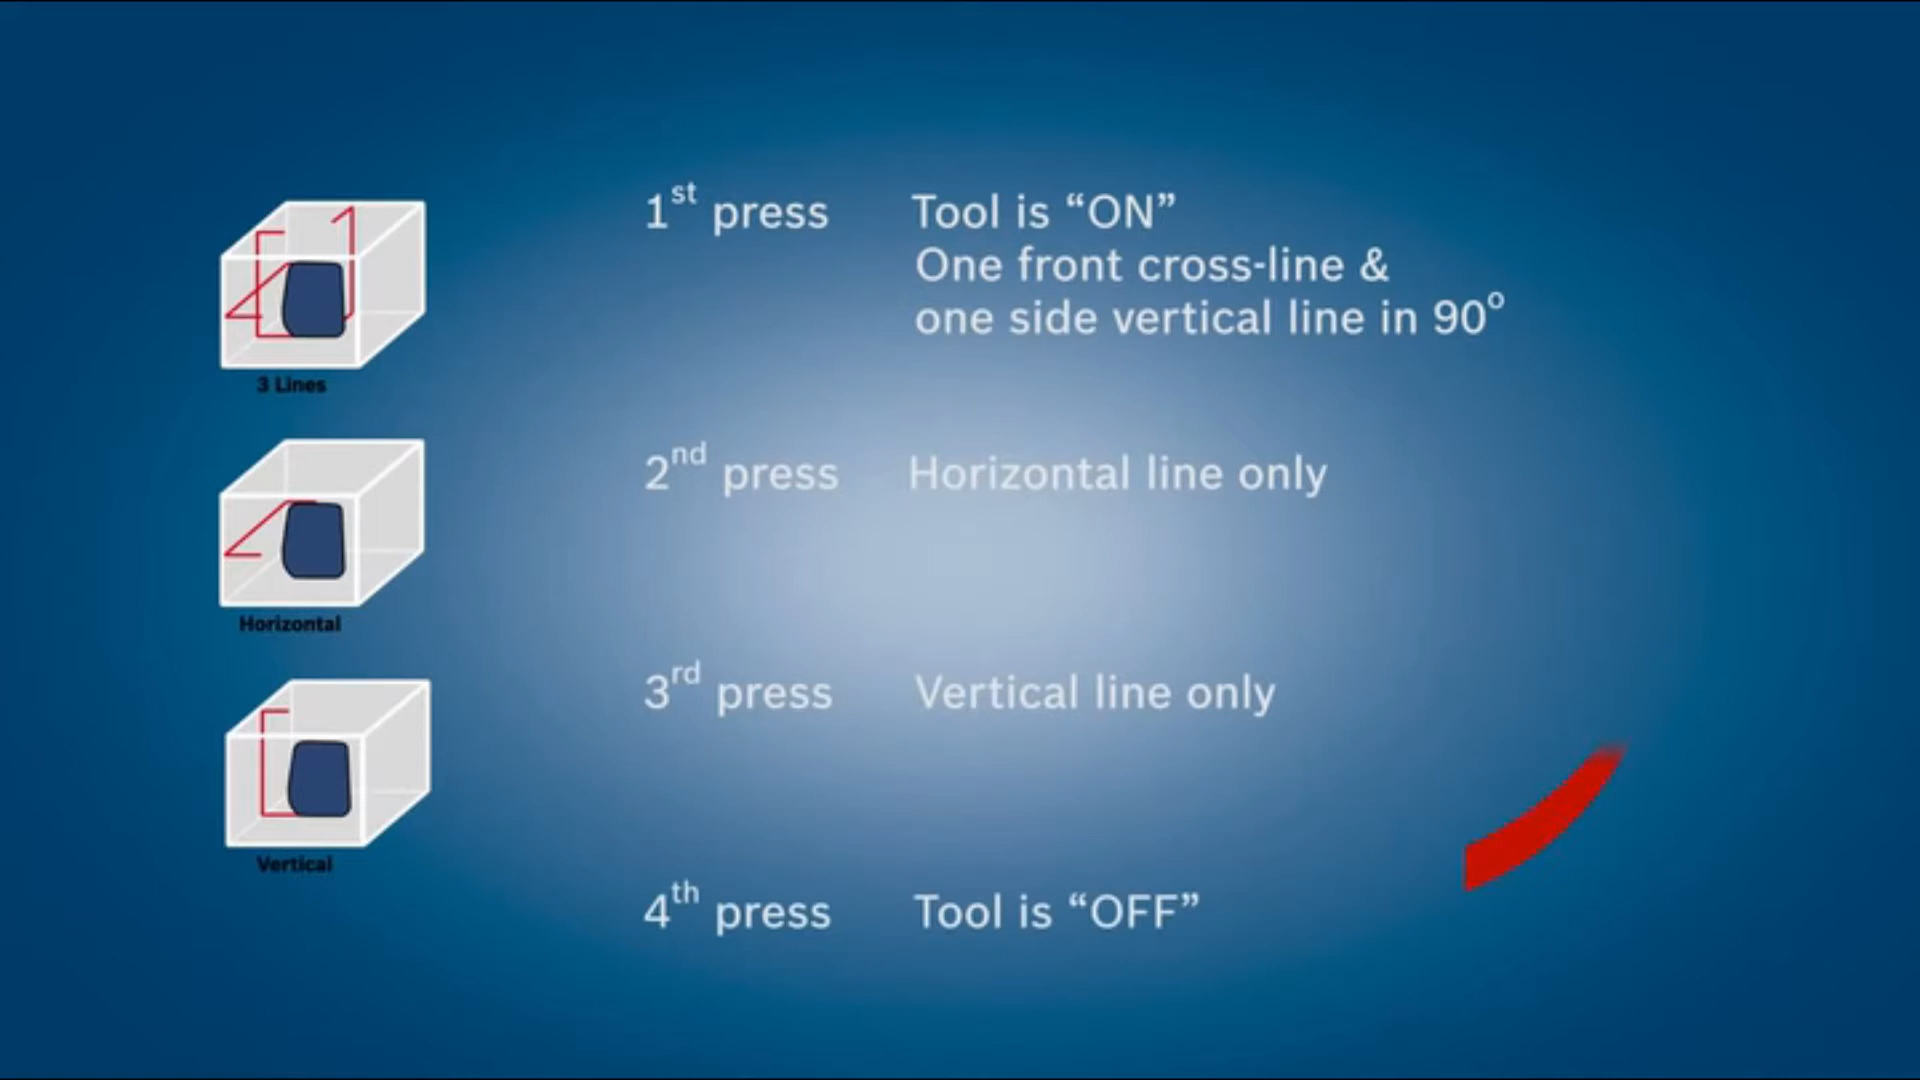 1st press Tool is “ON”
One front cross-line &
one side vertical line in 90º
3 Lines
2nd press Horizontal line only
Horizontal
3rd press Vertical line only
Vertical
4th press Tool is “OFF”